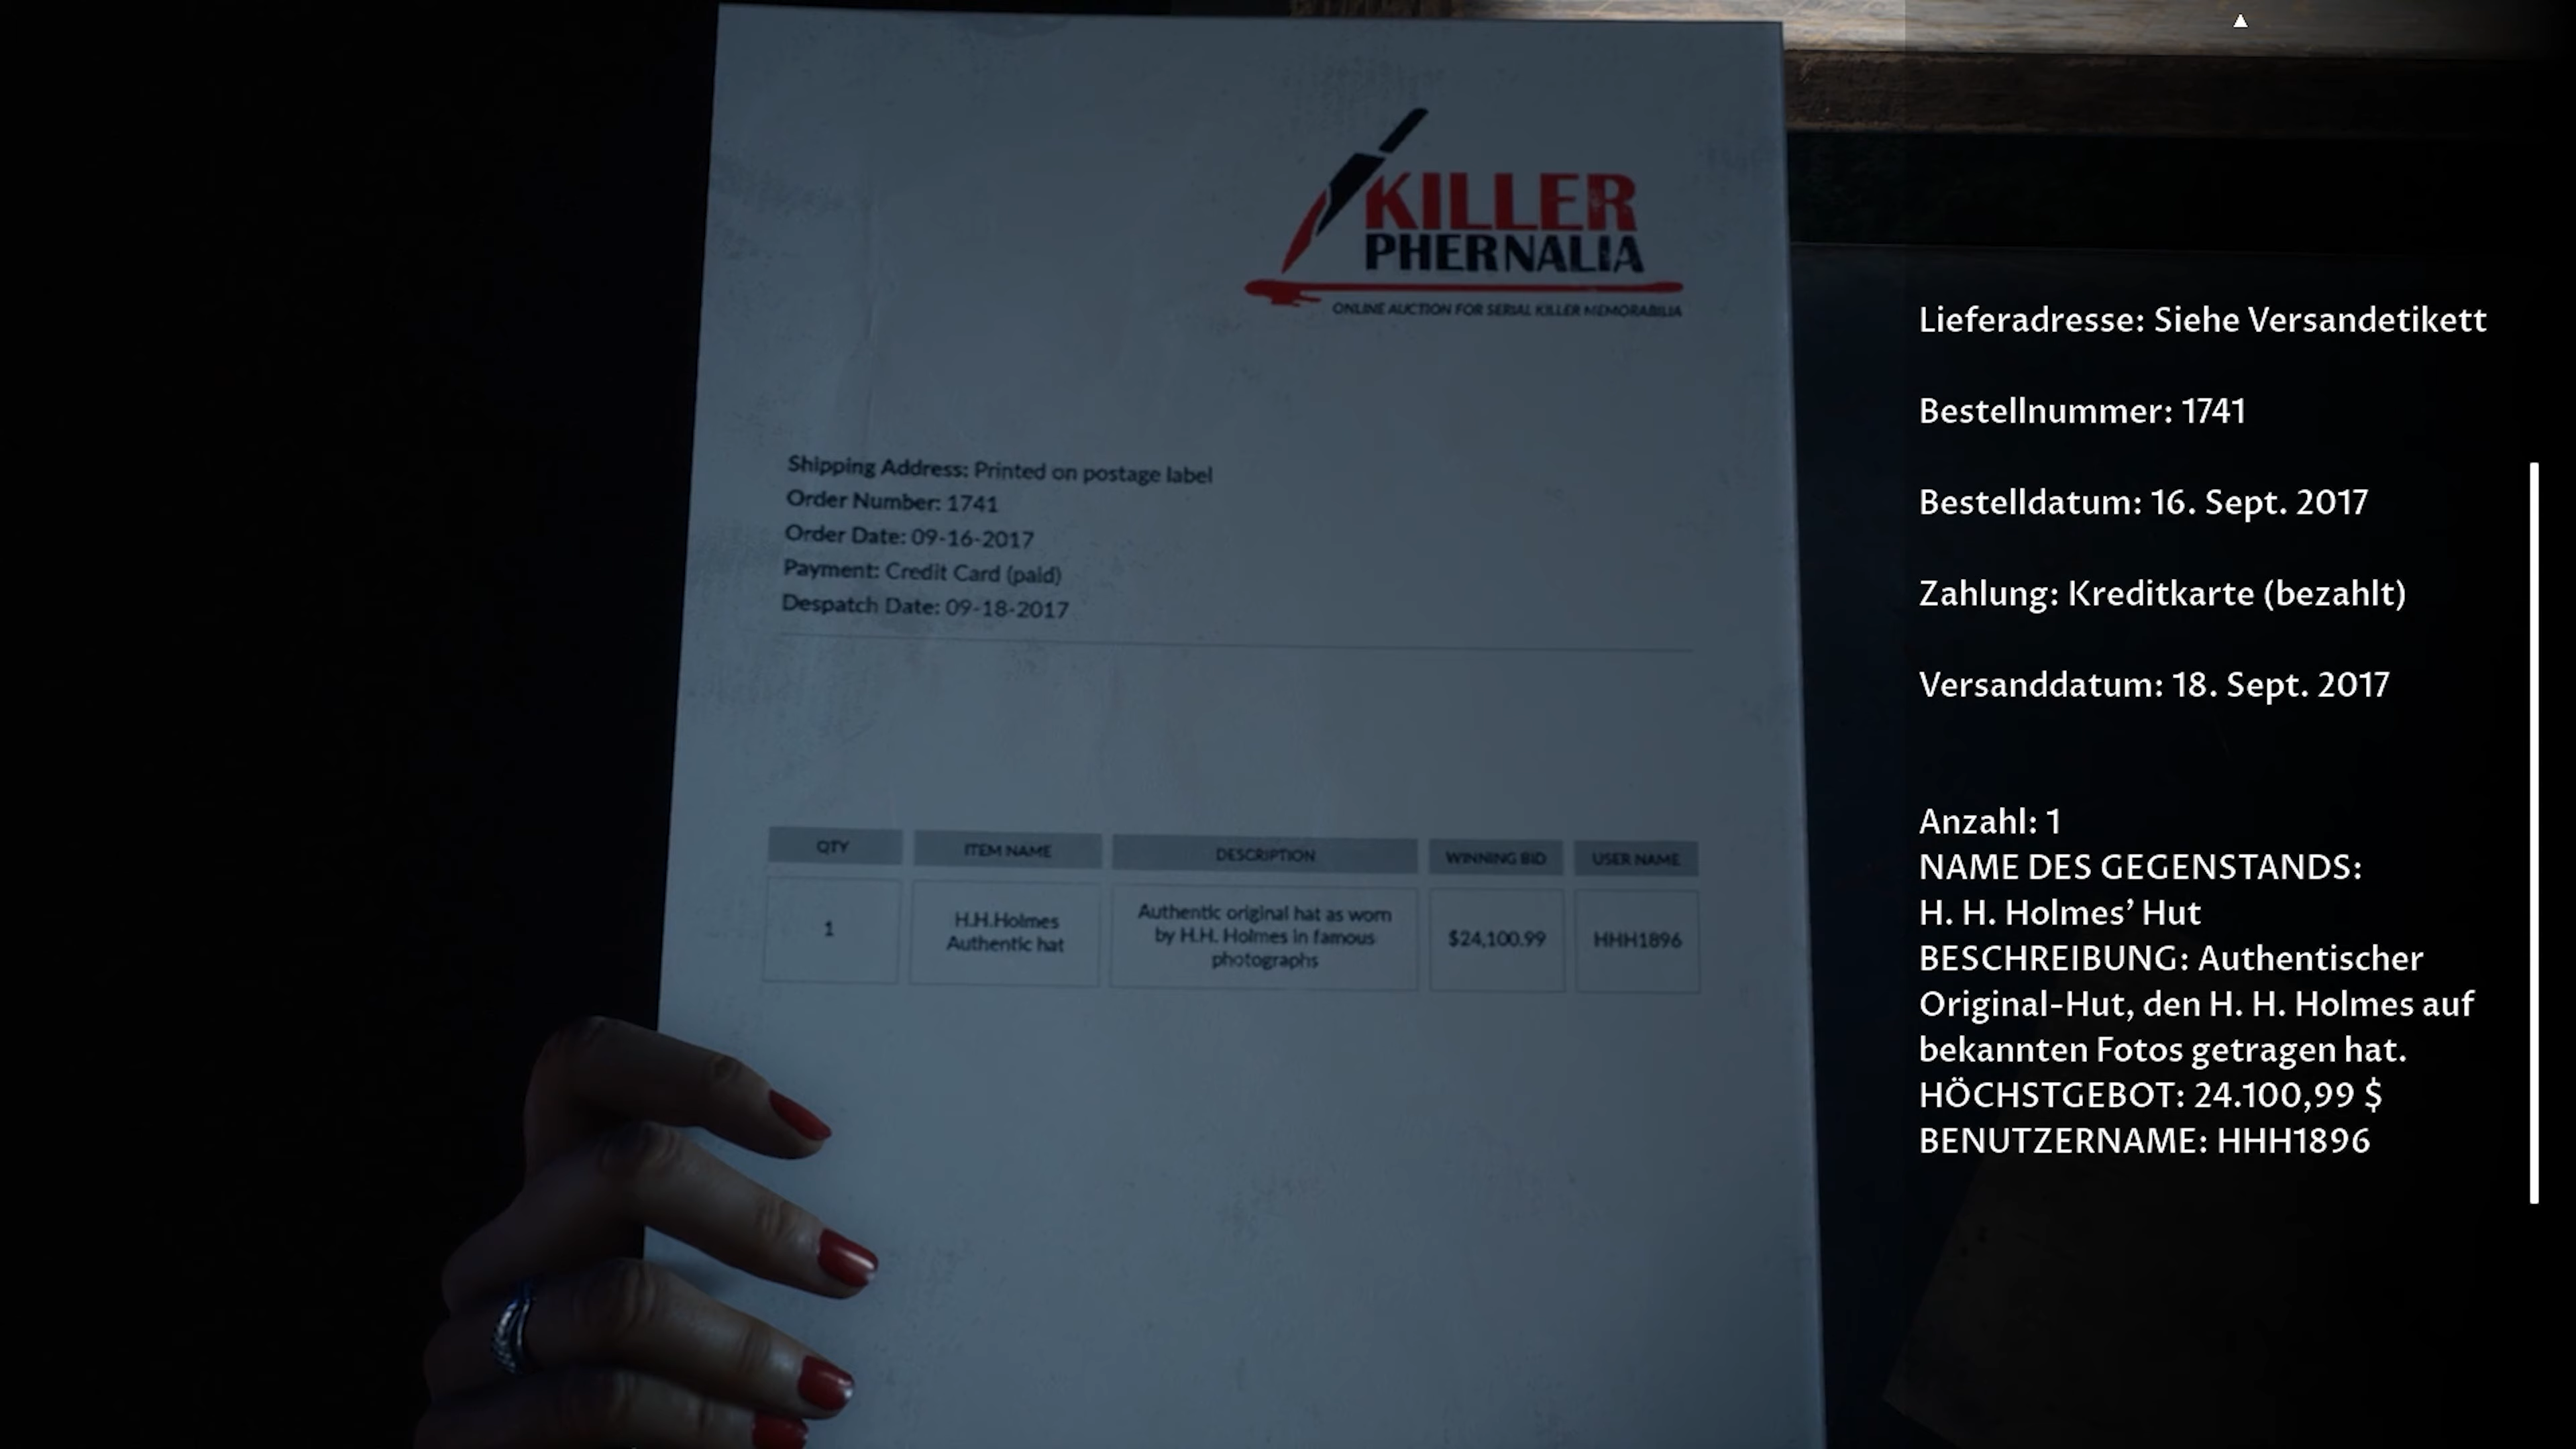 KILLER
PHERNALIA
ONLINE AUCTION FOR SERIAL KILLER MEMORABILIA
Shipping Address: Printed on postage label
Order Number: 1741
Order Date: 09-16-2017
Payment: Credit Card (paid)
Despatch Date: 09-18-2017
QTY ITEM NAME DESCRIPTION WINNING BID USER NAME
1 H.H.Holmes Authentic hat Authentic original hat as worn by H.H. Holmes in famous photographs $24,100.99 HHH1896
Lieferadresse: Siehe Versandetikett
Bestellnummer: 1741
Bestelldatum: 16. Sept. 2017
Zahlung: Kreditkarte (bezahlt)
Versanddatum: 18. Sept. 2017
Anzahl: 1
NAME DES GEGENSTANDS:
H. H. Holmes’ Hut
BESCHREIBUNG: Authentischer
Original-Hut, den H. H. Holmes auf
bekannten Fotos getragen hat.
HÖCHSTGEBOT: 24.100,99 $
BENUTZERNAME: HHH1896